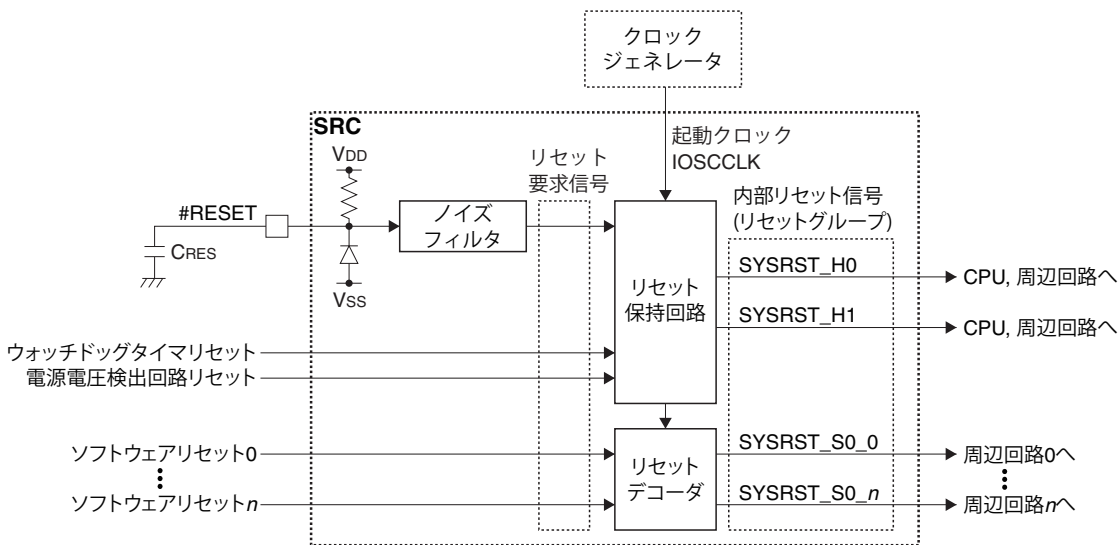 クロック
ジェネレータ
SRC
起動クロック
IOSCCLK
VDD
リセット
要求信号
内部リセット信号
(リセットグループ)
#RESET
ノイズ
フィルタ
CRES
VSS
リセット
保持回路
SYSRST_H0
CPU, 周辺回路へ
SYSRST_H1
CPU, 周辺回路へ
ウォッチドッグタイマリセット
電源電圧検出回路リセット
ソフトウェアリセット0
リセット
デコーダ
SYSRST_S0_0
周辺回路0へ
ソフトウェアリセットn
SYSRST_S0_n
周辺回路nへ